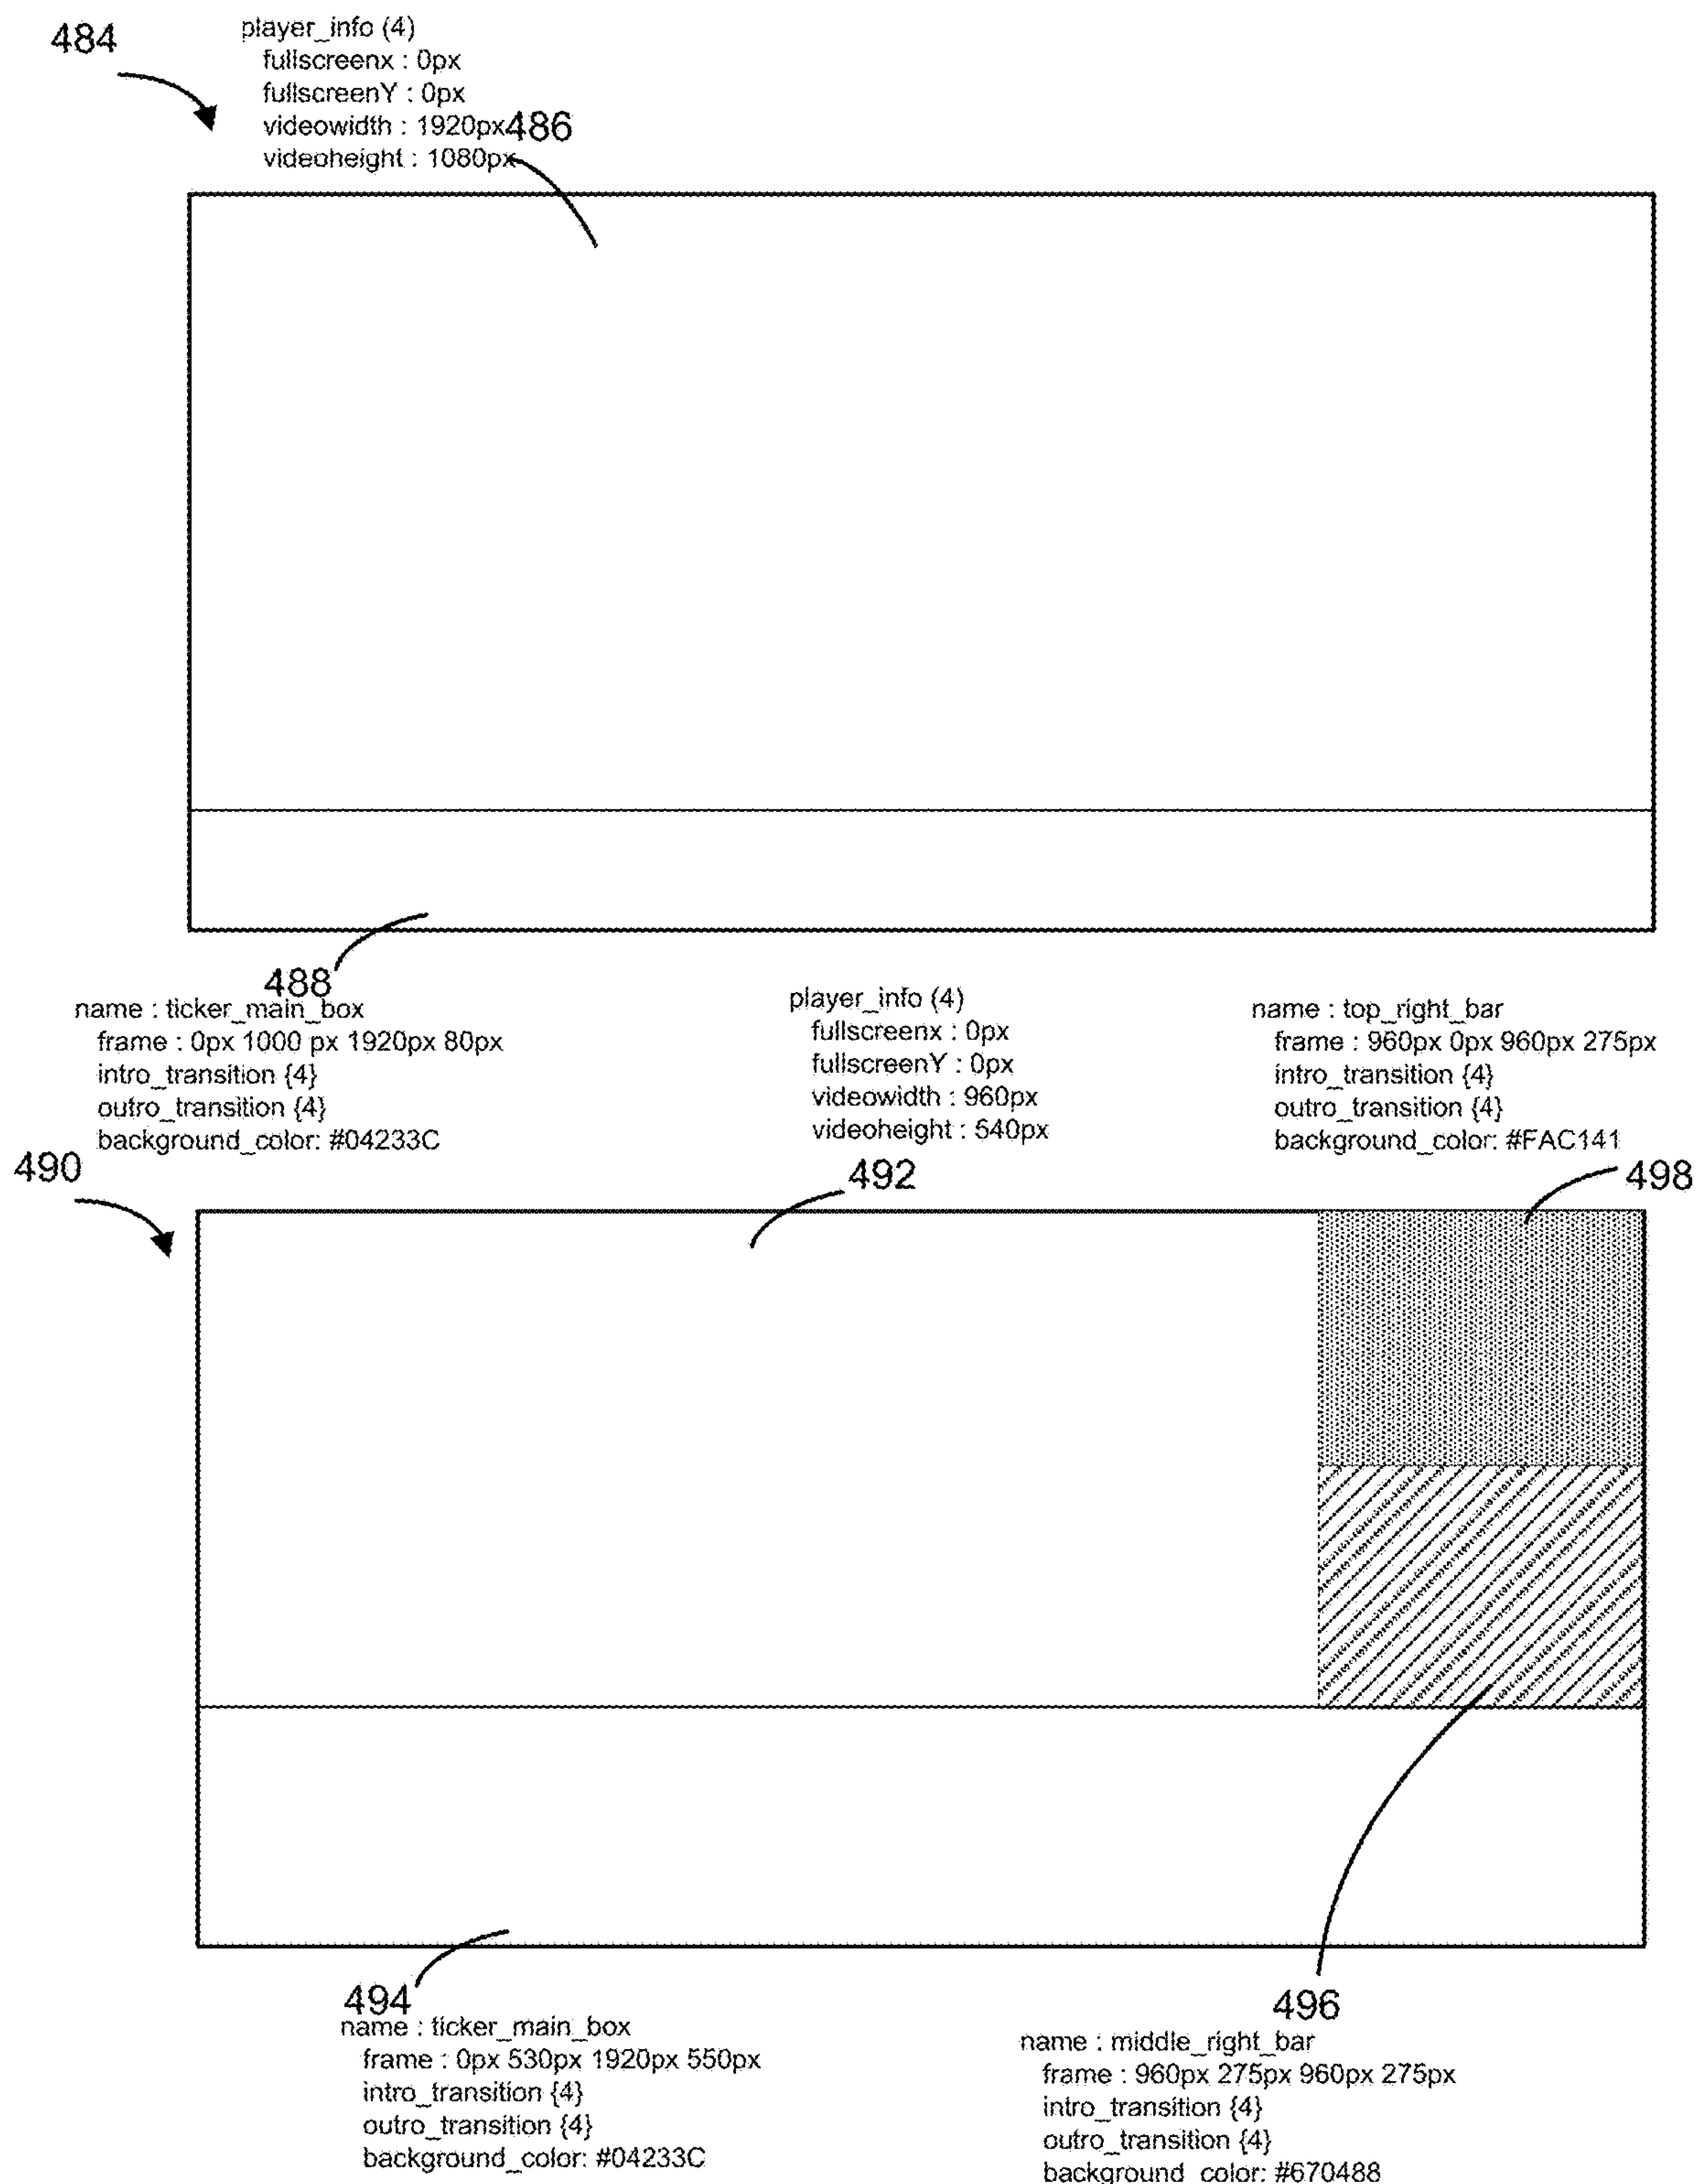 484
player_info (4)
fullscreenx : 0px
fullscreenY : 0px
videowidth : 1920px
486
videoheight : 1080px
488
name : ticker_main_box
frame : 0px 1000 px 1920px 80px
intro_transition {4}
outro_transition {4}
background_color: #04233C
player_info (4)
fullscreenx : 0px
fullscreenY : 0px
videowidth : 960px
videoheight : 540px
name : top_right_bar
frame : 960px 0px 960px 275px
intro_transition {4}
outro_transition {4}
background_color: #FAC141
490
492
498
494
name : ticker_main_box
frame : 0px 530px 1920px 550px
intro_transition {4}
outro_transition {4}
background_color: #04233C
496
name : middle_right_bar
frame : 960px 275px 960px 275px
intro_transition {4}
outro_transition {4}
background_color: #670488